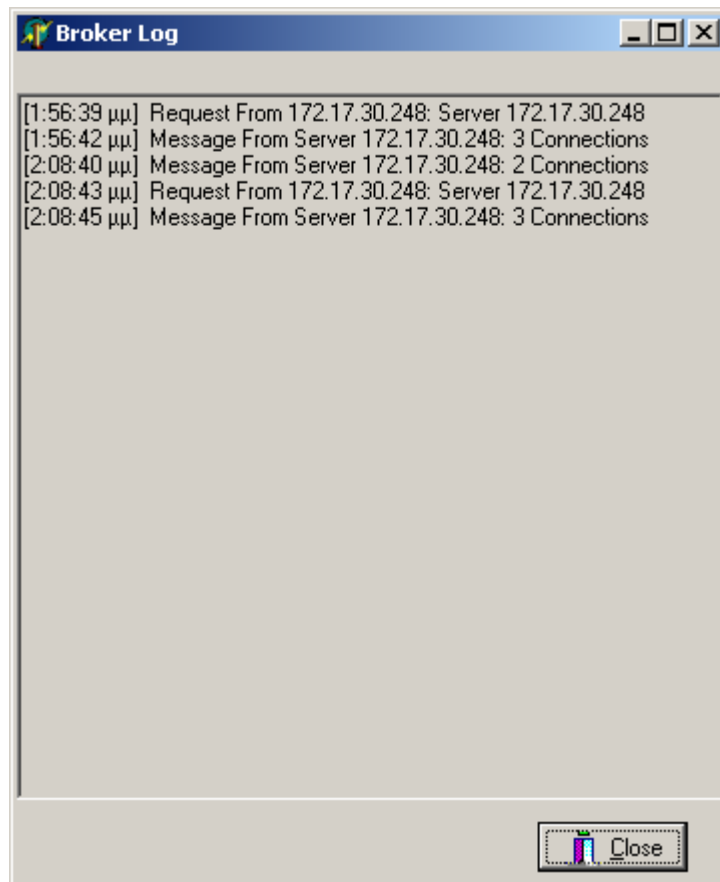 Broker Log
[1:56:39 μμ] Request From 172.17.30.248: Server 172.17.30.248
[1:56:42 μμ] Message From Server 172.17.30.248: 3 Connections
[2:08:40 μμ] Message From Server 172.17.30.248: 2 Connections
[2:08:43 μμ] Request From 172.17.30.248: Server 172.17.30.248
[2:08:45 μμ] Message From Server 172.17.30.248: 3 Connections
Close